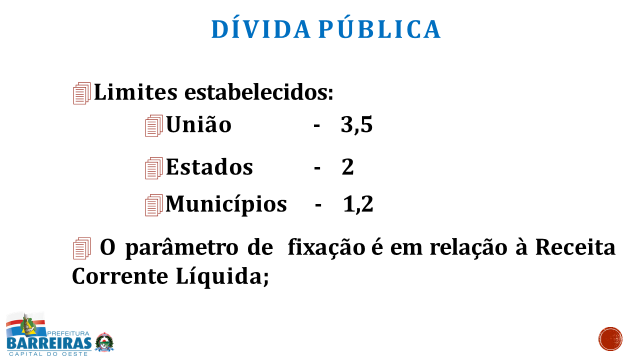 DÍVIDA PÚBLICA
Limites estabelecidos:
União - 3,5
Estados - 2
Municípios - 1,2
O parâmetro de fixação é em relação à Receita
Corrente Líquida;
PREFEITURA
BARREIRAS
CAPITAL DO OESTE